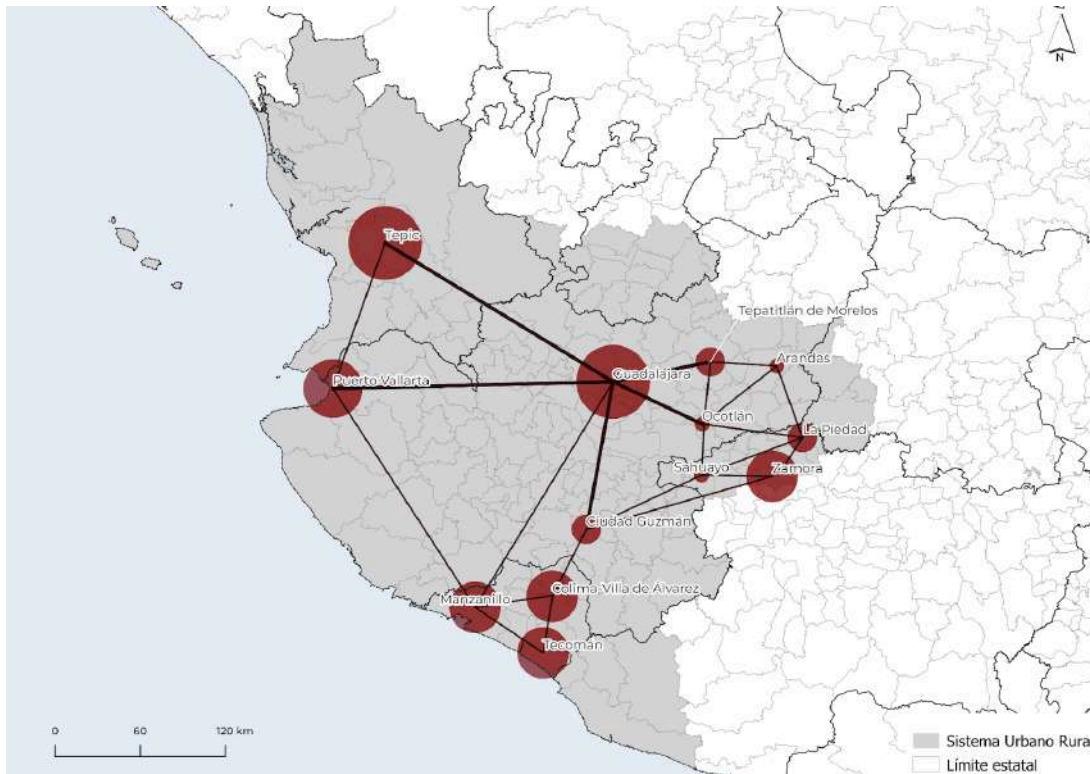 N
Tepic
Tepatitlán de Morelos
Arandas
Guadalajara
Puerto Vallarta
Ocotlán
La Piedad
Sahuayo
Zamora
Ciudad Guzmán
Colima-Villa de Álvarez
Manzanillo
Tecomán
0 60 120 km
Sistema Urbano Rura
Límite estatal